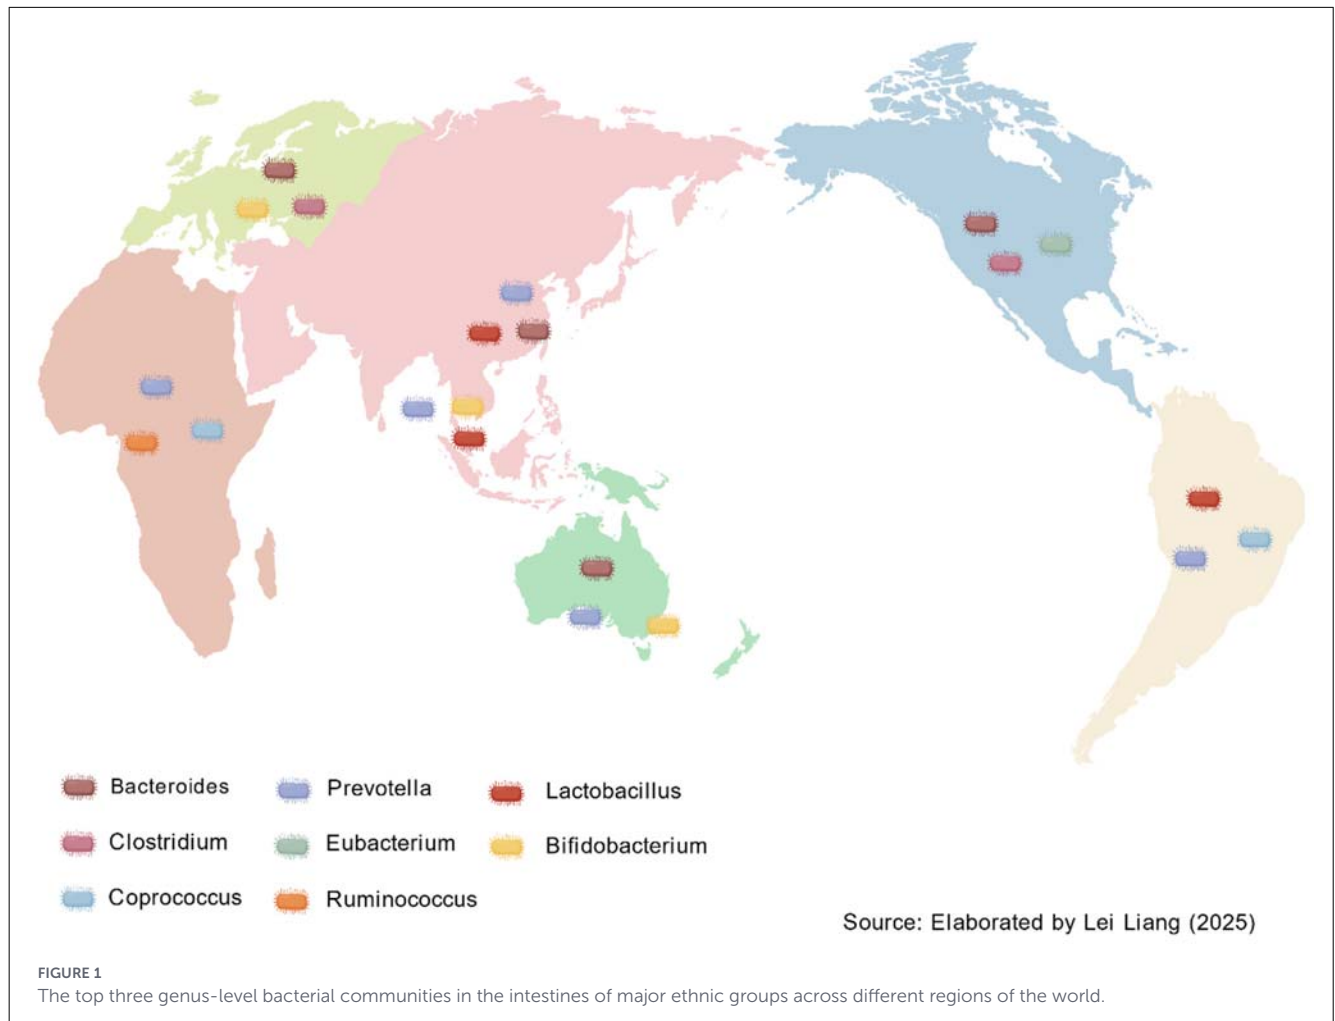 Bacteroides
Prevotella
Lactobacillus
Clostridium
Eubacterium
Bifidobacterium
Coprococcus
Ruminococcus
Source: Elaborated by Lei Liang (2025)
FIGURE 1
The top three genus-level bacterial communities in the intestines of major ethnic groups across different regions of the world.